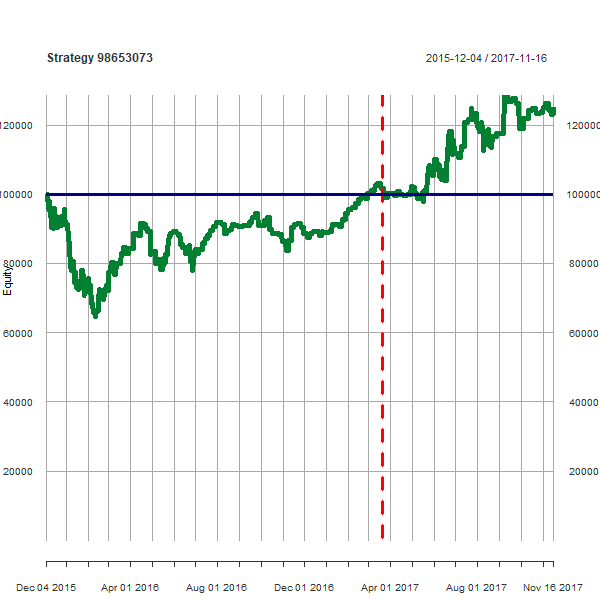 Strategy 98653073 2015-12-04 / 2017-11-16
120000 120000
100000 100000
80000 80000
Equity
60000 60000
40000 40000
20000 20000
Dec 04 2015 Apr 01 2016 Aug 01 2016 Dec 01 2016 Apr 01 2017 Aug 01 2017 Nov 16 2017